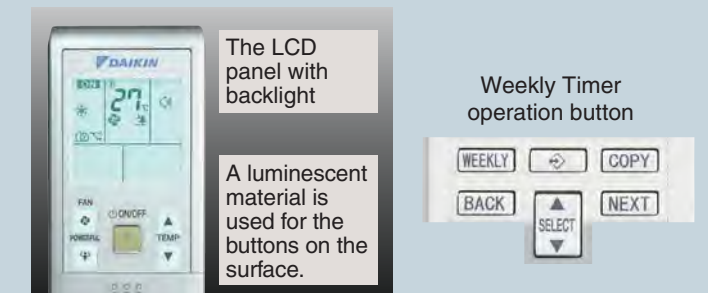 DAIKIN
27°C
FAN
ON/OFF
POWERFUL
TEMP
The LCD
panel with
backlight
A luminescent
material is
used for the
buttons on the
surface.
Weekly Timer
operation button
WEEKLY
COPY
BACK
SELECT
NEXT